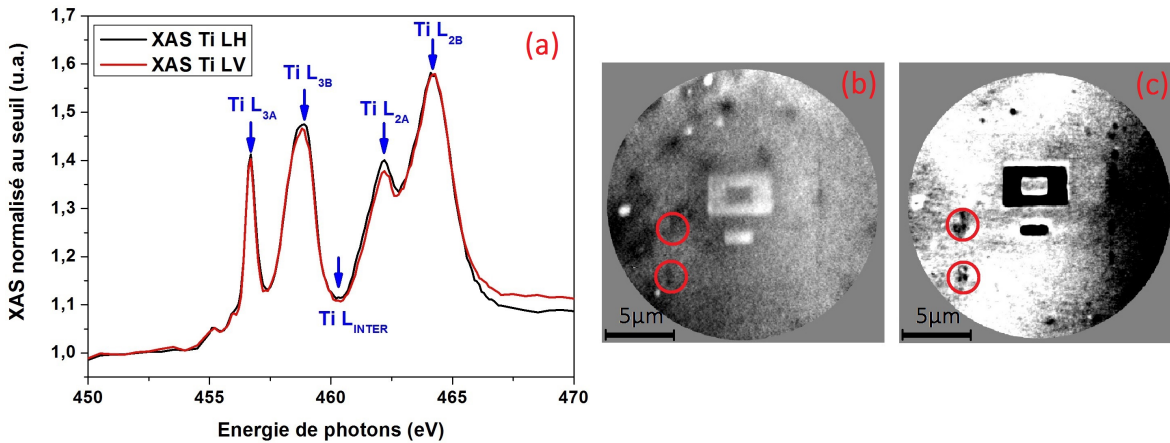 XAS normalisé au seuil (u.a.)
1,7
1,6
1,5
1,4
1,3
1,2
1,1
1,0
XAS Ti LH
XAS Ti LV
Ti L3A
Ti L3B
Ti LINTER
Ti L2A
Ti L2B
(a)
450 455 460 465 470
Energie de photons (eV)
(b)
5µm
(c)
5µm